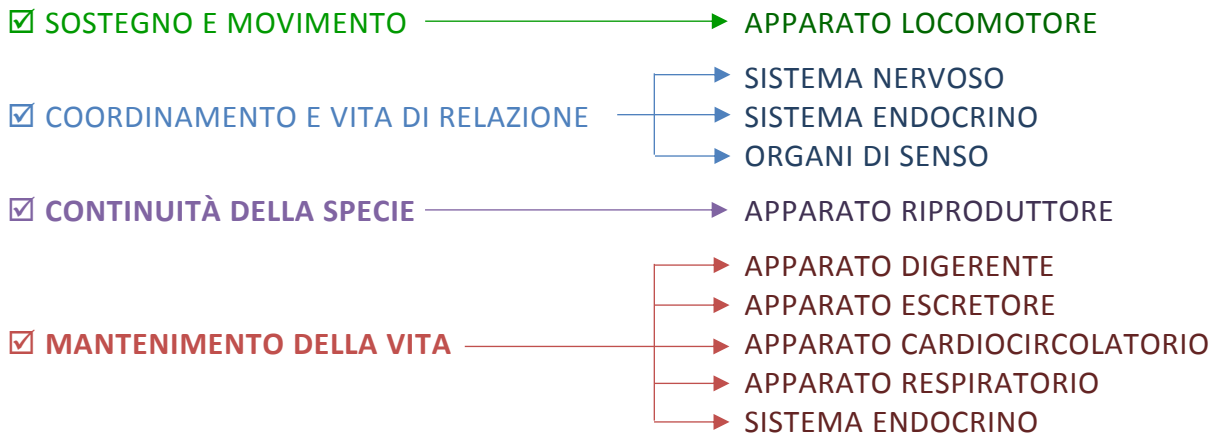 ☑ SOSTEGNO E MOVIMENTO APPARATO LOCOMOTORE
SISTEMA NERVOSO
☑ COORDINAMENTO E VITA DI RELAZIONE SISTEMA ENDOCRINO
ORGANI DI SENSO
☑ CONTINUITÀ DELLA SPECIE APPARATO RIPRODUTTORE
APPARATO DIGERENTE
APPARATO ESCRETORE
☑ MANTENIMENTO DELLA VITA APPARATO CARDIOCIRCOLATORIO
APPARATO RESPIRATORIO
SISTEMA ENDOCRINO